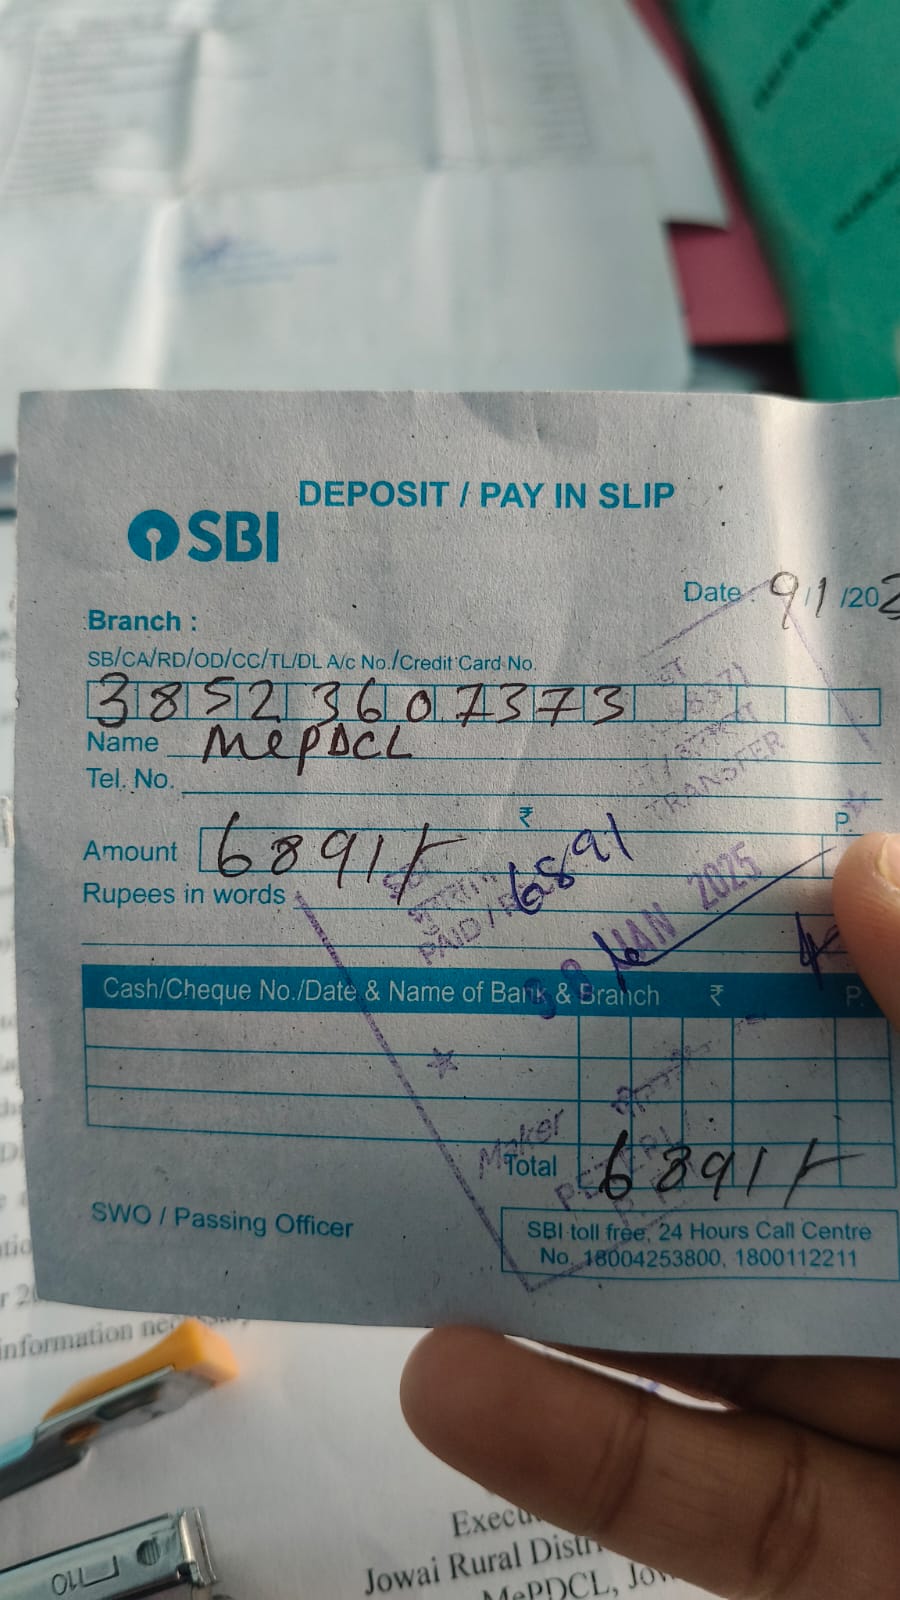 DEPOSIT / PAY IN SLIP
SBI
Date : 9/1/202
Branch :
SB/CA/RD/OD/CC/TL/DL A/c No./Credit Card No.
38523607373
Name MePDCL
Tel. No.
₹ P.
Amount 6891/-
6891
Rupees in words
TRANSFER
PAID /
JAN 2025
Cash/Cheque No./Date & Name of Bank & Branch ₹ P.
Maker
Total 6891/-
SWO / Passing Officer
SBI toll free, 24 Hours Call Centre
No. 18004253800, 1800112211
information
Jowai Rural
MePDCL,